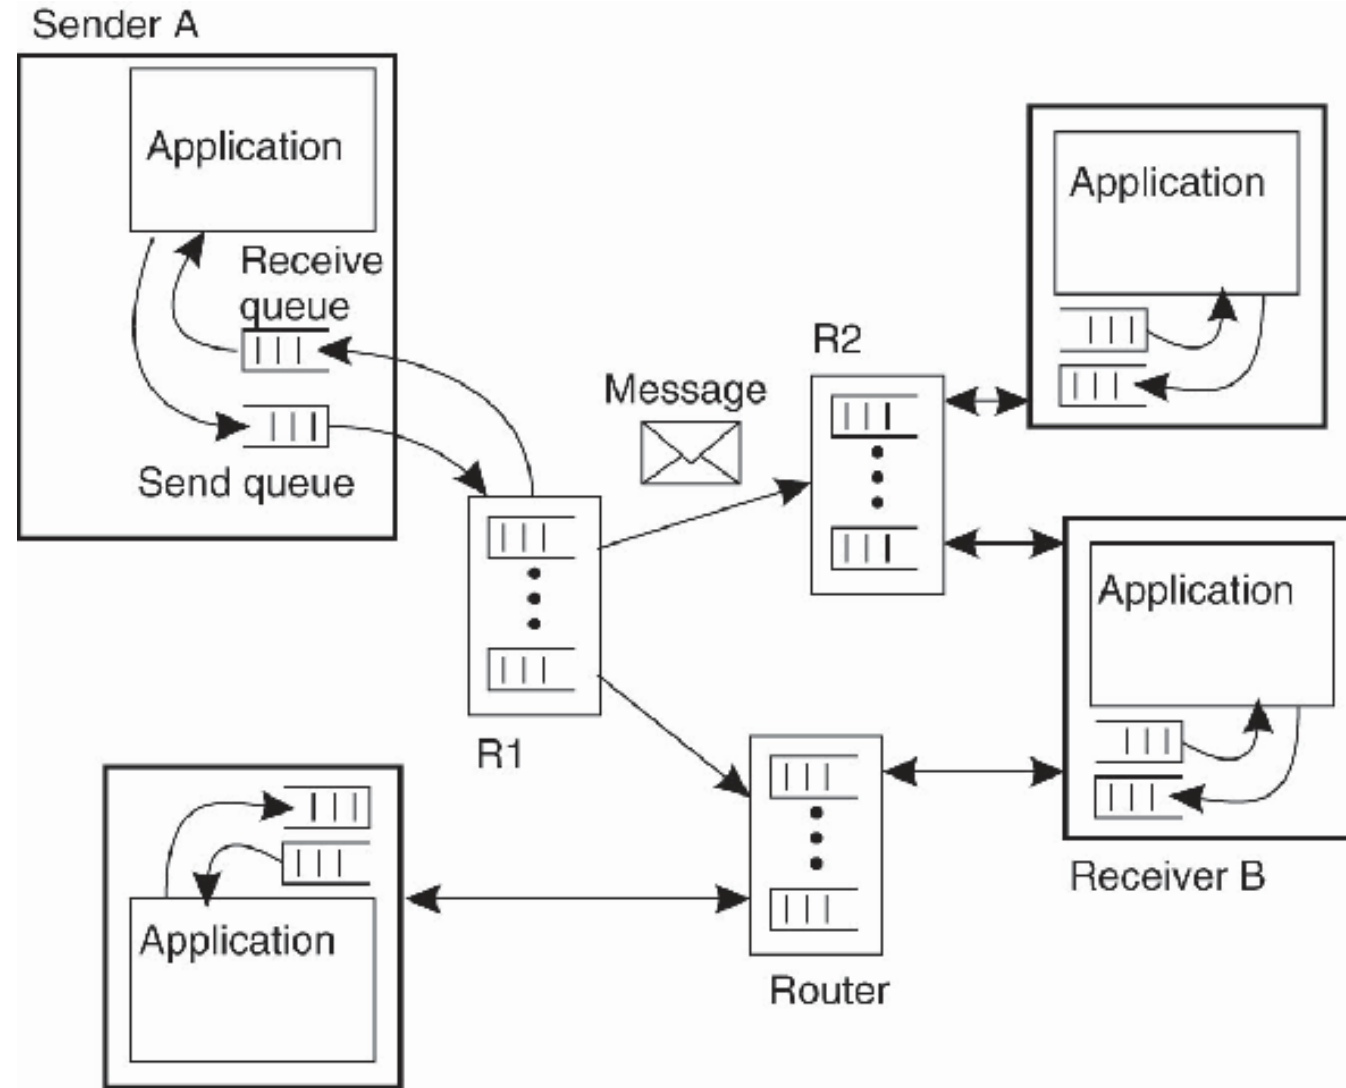 Sender A
Application
Receive
queue
Send queue
Message
R2
Application
R1
Application
Receiver B
Application
Router